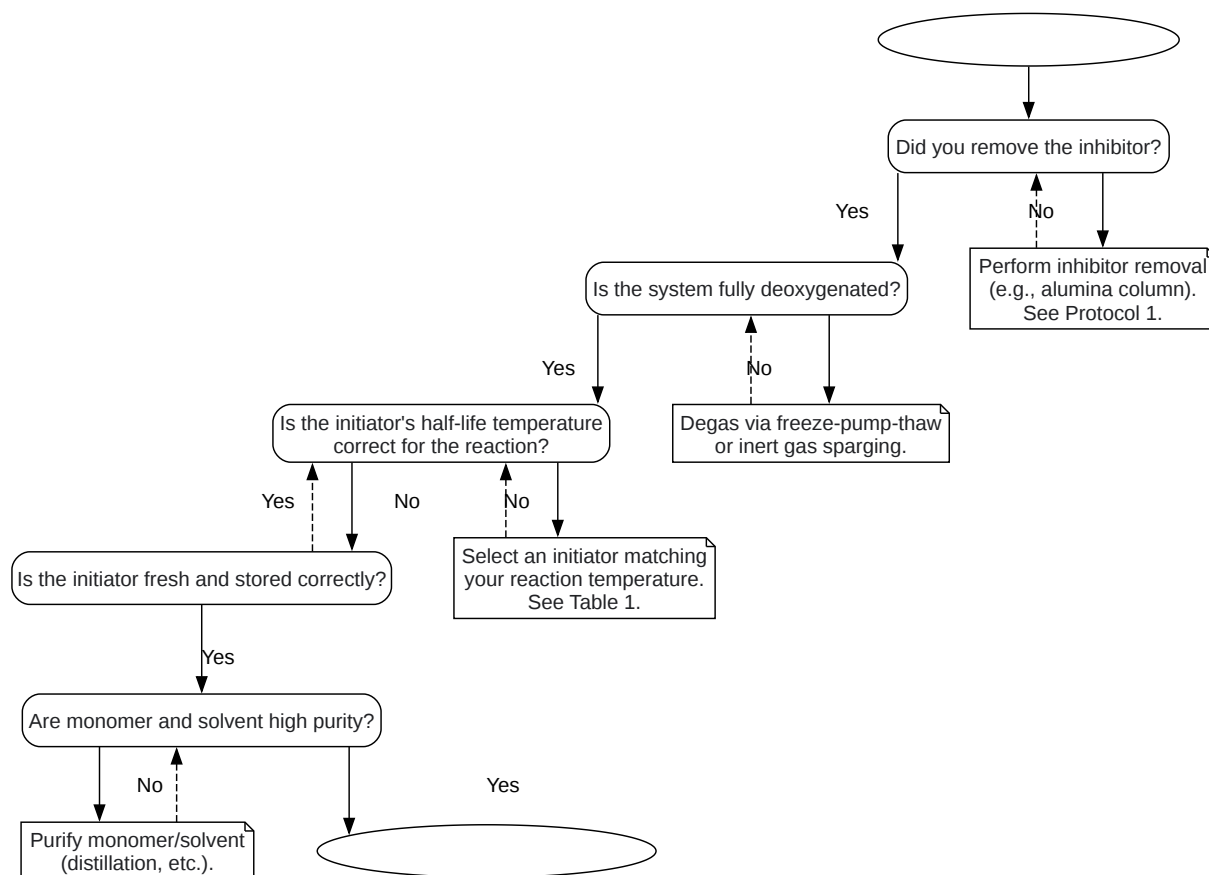 Did you remove the inhibitor?
Yes
No
Perform inhibitor removal
(e.g., alumina column).
See Protocol 1.
Is the system fully deoxygenated?
Yes
No
Degas via freeze-pump-thaw
or inert gas sparging.
Is the initiator's half-life temperature
correct for the reaction?
Yes
No
No
Select an initiator matching
your reaction temperature.
See Table 1.
Is the initiator fresh and stored correctly?
Yes
Are monomer and solvent high purity?
No
Yes
Purify monomer/solvent
(distillation, etc.).